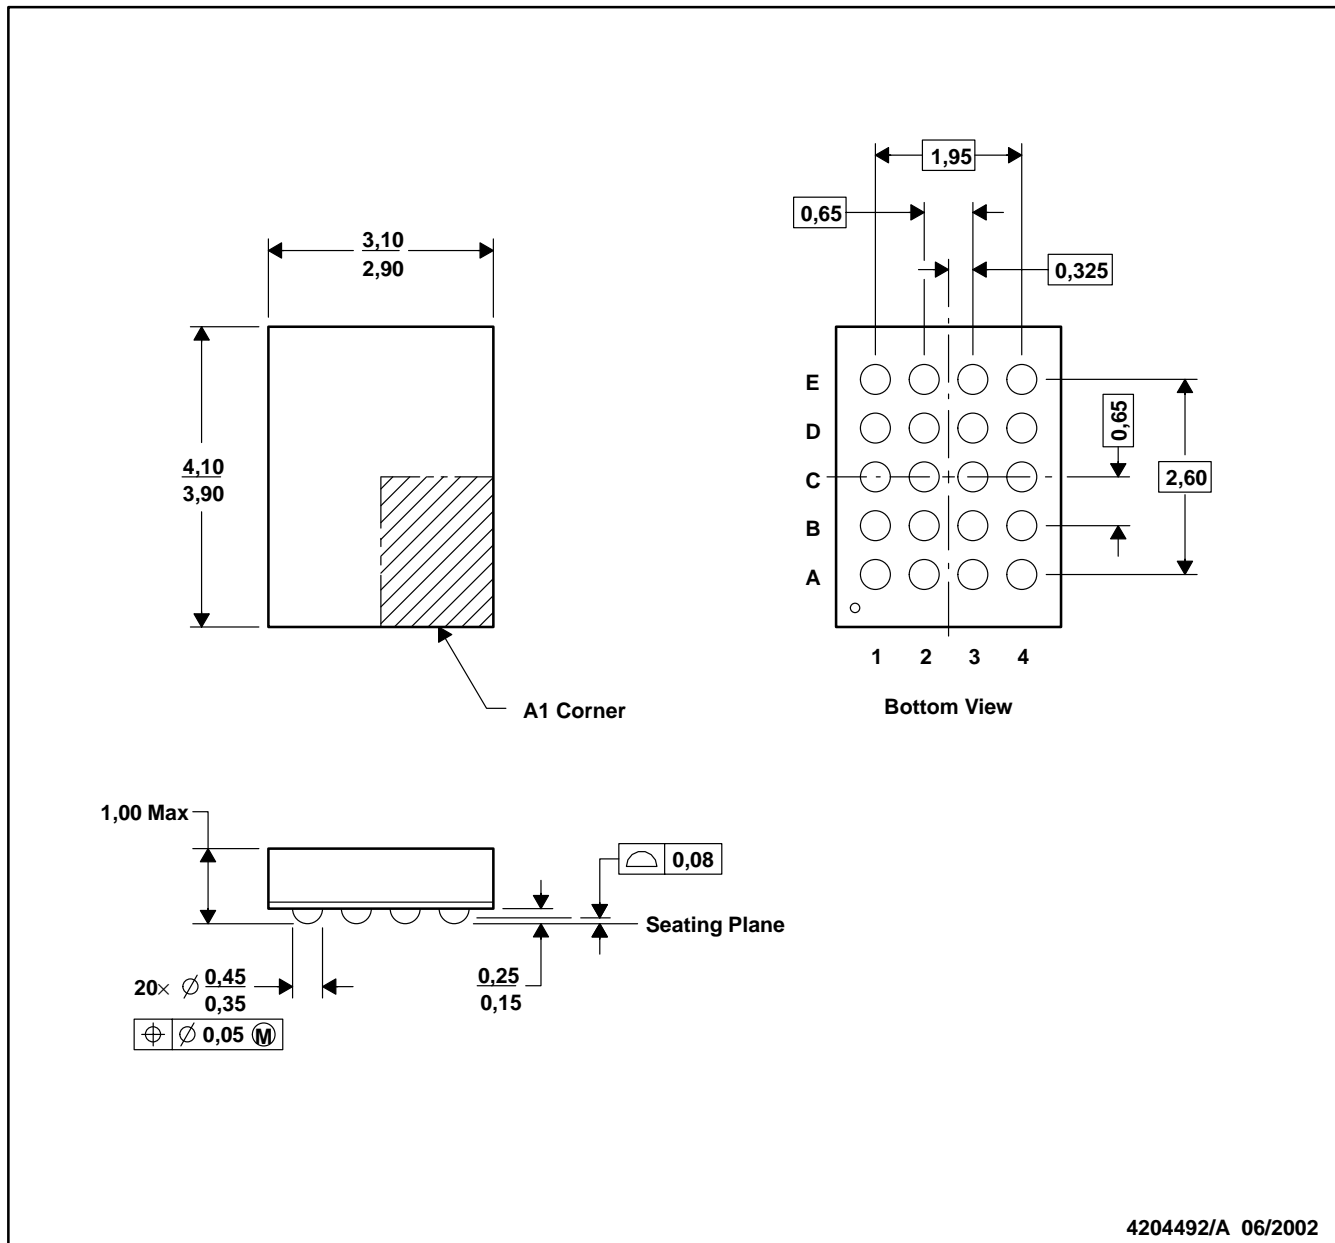 1,95
0,65
3,10
2,90
0,325
E
D
C
B
A
0,65
2,60
4,10
3,90
1 2 3 4
A1 Corner
Bottom View
1,00 Max
0,08
Seating Plane
20× ∅ 0,45
0,35
0,25
0,15
⌖ ∅ 0,05 Ⓜ
4204492/A 06/2002